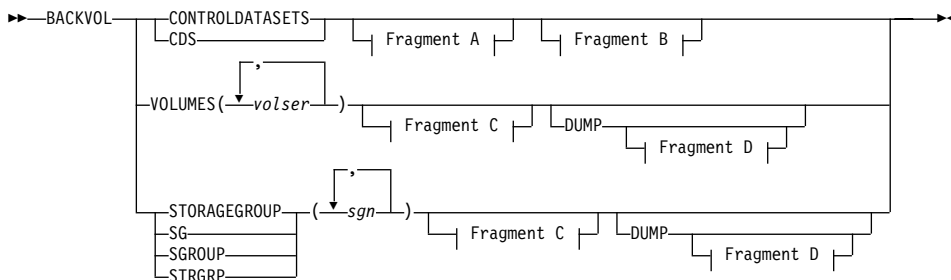 BACKVOL CONTROLDATASETS
CDS
Fragment A Fragment B
,
VOLUMES( volser )
Fragment C DUMP
Fragment D
,
STORAGEGROUP ( sgn )
SG
SGROUP
STRGRP
Fragment C DUMP
Fragment D